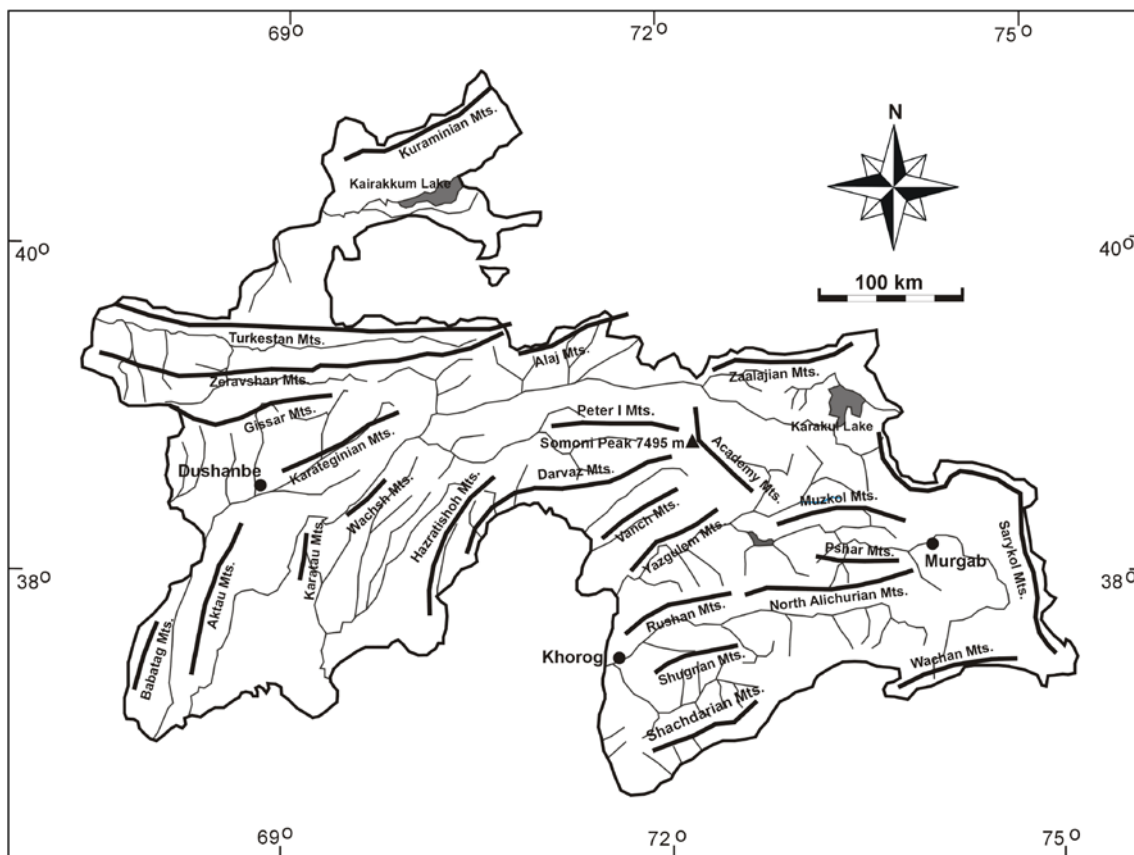 69°
72°
75°
N
Kuraminian Mts.
Kairakkum Lake
40°
40°
100 km
Turkestan Mts.
Alaj Mts.
Zeravshan Mts.
Zaalajian Mts.
Gissar Mts.
Peter I Mts.
Karakul Lake
Karateginian Mts.
Somoni Peak 7495 m
Academy Mts.
Dushanbe
Darvaz Mts.
Wachsh Mts.
Hazratishoh Mts.
Muzkol Mts.
Vanch Mts.
Sarykol Mts.
Karatau Mts.
Yazgulom Mts.
Pshar Mts.
Murgab
38°
38°
Aktau Mts.
North Alichurian Mts.
Rushan Mts.
Babatag Mts.
Khorog
Shugnan Mts.
Wachan Mts.
Shachdarian Mts.
69°
72°
75°